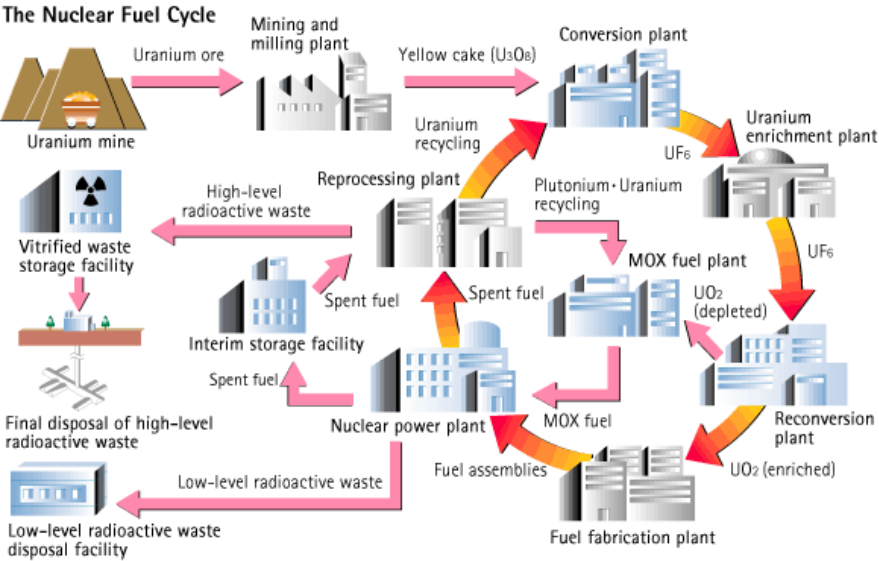 The Nuclear Fuel Cycle
Uranium ore
Uranium mine
Mining and
milling plant
Yellow cake (U3O8)
Conversion plant
Uranium
recycling
UF6
Uranium
enrichment plant
Reprocessing plant
High-level
radioactive waste
Plutonium・Uranium
recycling
UF6
Vitrified waste
storage facility
MOX fuel plant
Spent fuel
Spent fuel
UO2
(depleted)
Interim storage facility
Spent fuel
Final disposal of high-level
radioactive waste
Nuclear power plant
MOX fuel
Reconversion
plant
Fuel assemblies
UO2 (enriched)
Low-level radioactive waste
Low-level radioactive waste
disposal facility
Fuel fabrication plant